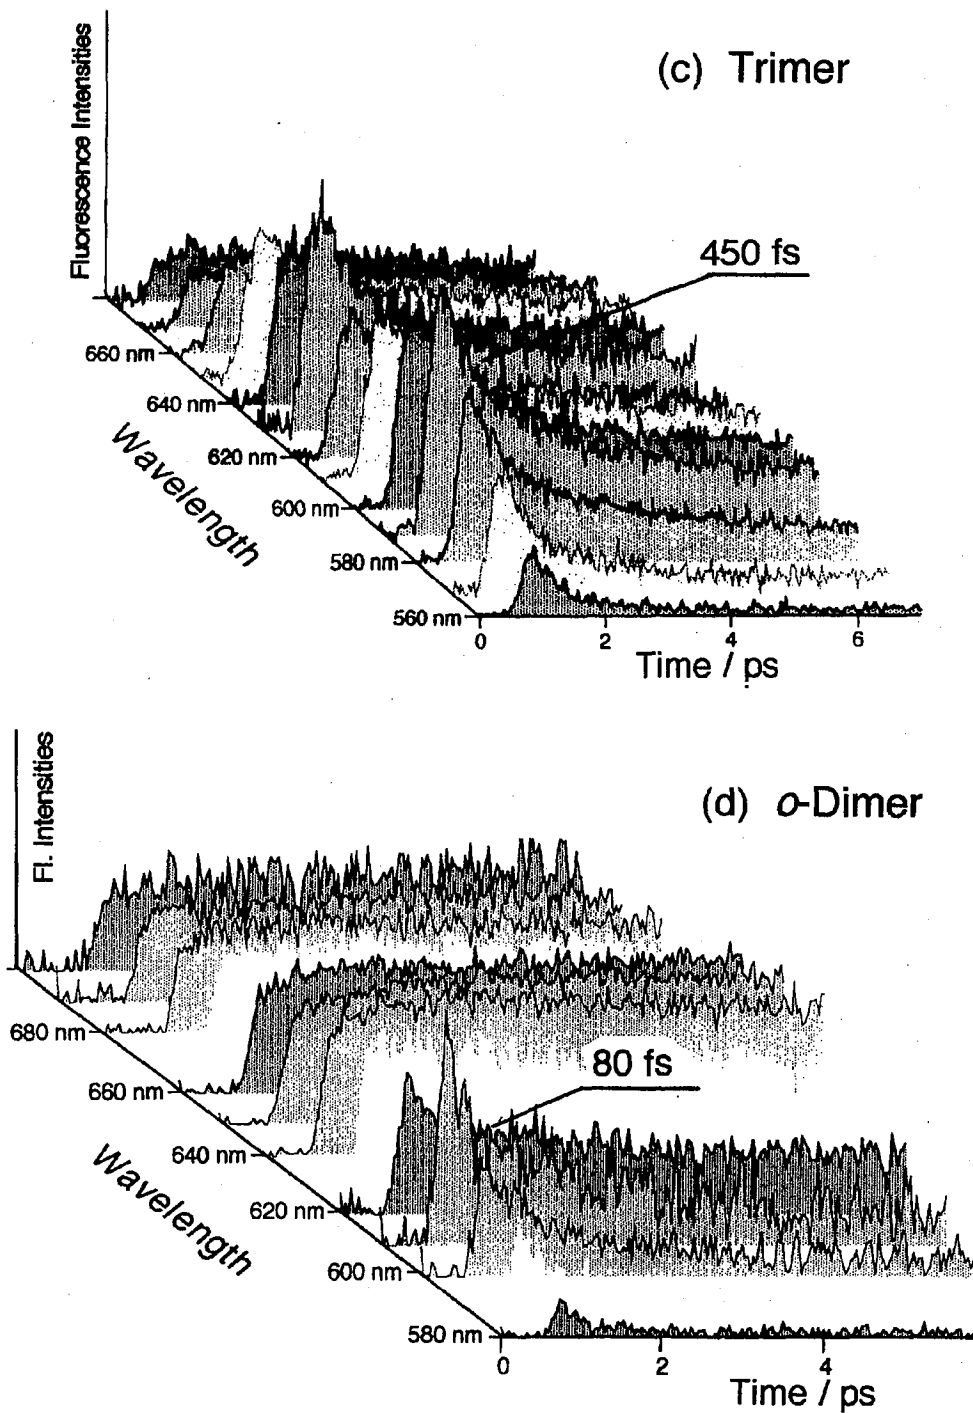 Fluorescence Intensities
(c) Trimer
450 fs
660 nm
640 nm
620 nm
600 nm
580 nm
560 nm
Wavelength
0 2 4 6
Time / ps
Fl. Intensities
(d) o-Dimer
80 fs
680 nm
660 nm
640 nm
620 nm
600 nm
580 nm
Wavelength
0 2 4
Time / ps